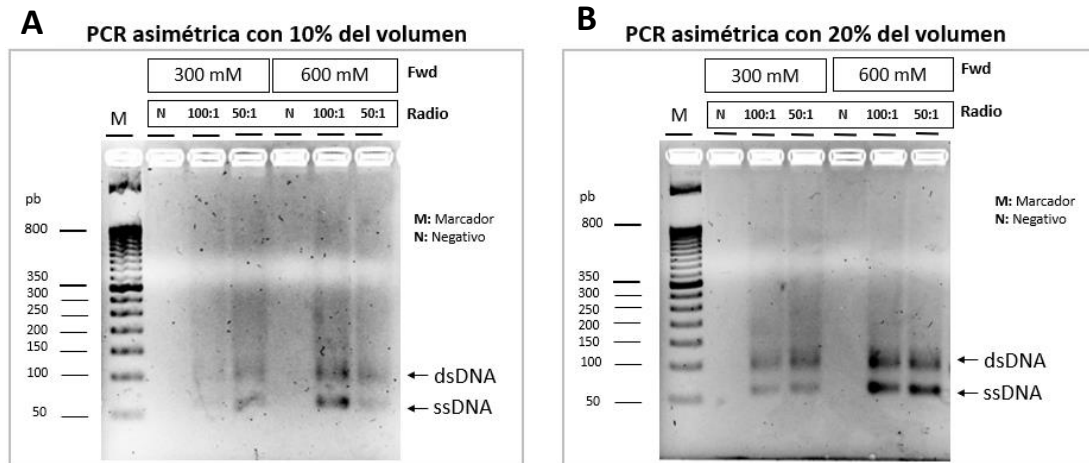 A
PCR asimétrica con 10% del volumen
300 mM 600 mM Fwd
M N 100:1 50:1 N 100:1 50:1 Radio
pb
800
350
300
250
200
150
100
50
M: Marcador
N: Negativo
← dsDNA
← ssDNA
B
PCR asimétrica con 20% del volumen
300 mM 600 mM Fwd
M N 100:1 50:1 N 100:1 50:1 Radio
pb
800
350
300
250
200
150
100
50
M: Marcador
N: Negativo
← dsDNA
← ssDNA